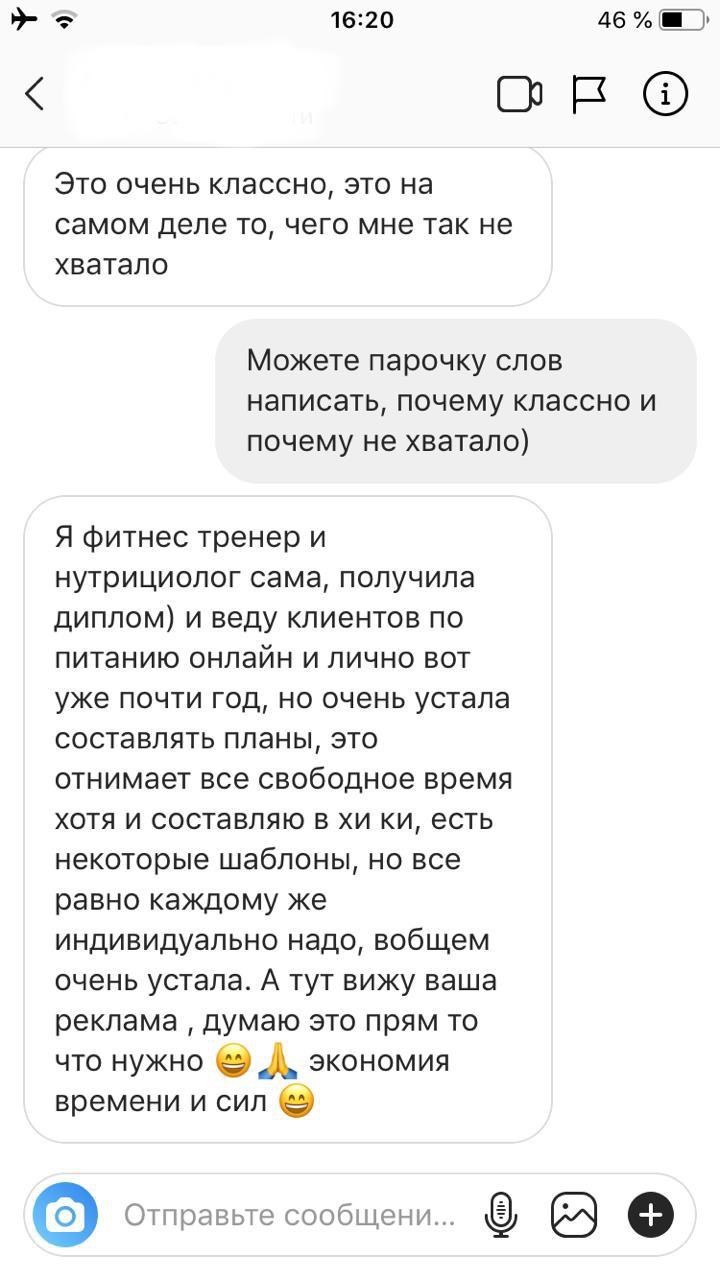 16:20
46 %
Это очень классно, это на
самом деле то, чего мне так не
хватало
Можете парочку слов
написать, почему классно и
почему не хватало)
Я фитнес тренер и
нутрициолог сама, получила
диплом) и веду клиентов по
питанию онлайн и лично вот
уже почти год, но очень устала
составлять планы, это
отнимает все свободное время
хотя и составляю в хи ки, есть
некоторые шаблоны, но все
равно каждому же
индивидуально надо, вобщем
очень устала. А тут вижу ваша
реклама , думаю это прям то
что нужно 😄🙏 экономия
времени и сил 😄
Отправьте сообщени...